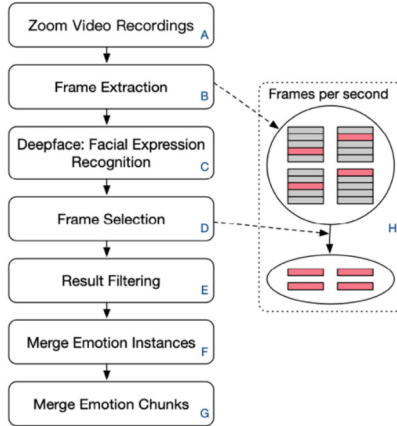 Zoom Video Recordings
A
Frame Extraction
B
Deepface: Facial Expression
Recognition
C
Frame Selection
D
Result Filtering
E
Merge Emotion Instances
F
Merge Emotion Chunks
G
Frames per second
H